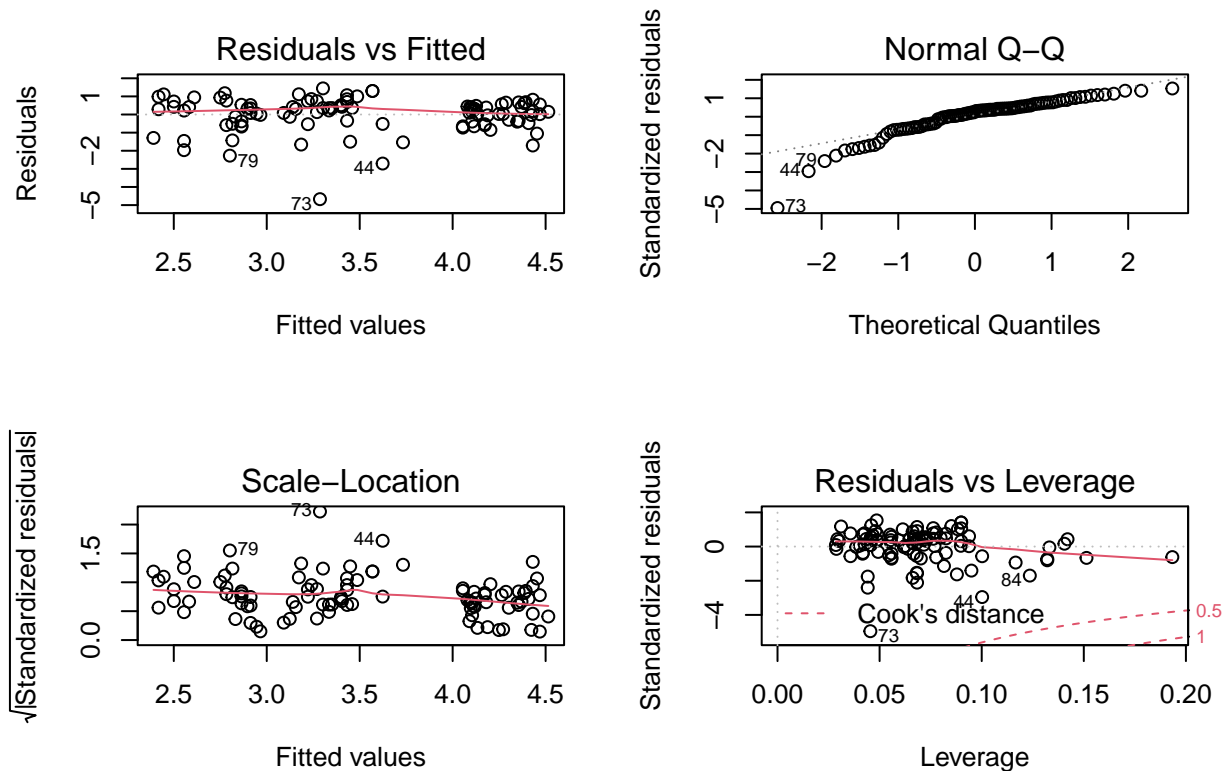 Residuals vs Fitted
Residuals
1
−2
−5
79
44
73
2.5 3.0 3.5 4.0 4.5
Fitted values
Normal Q−Q
Standardized residuals
1
−2
−5
79
44
73
−2 −1 0 1 2
Theoretical Quantiles
Scale−Location
√|Standardized residuals|
1.5
0.0
73
79
44
2.5 3.0 3.5 4.0 4.5
Fitted values
Residuals vs Leverage
Standardized residuals
0
−4
84
44
Cook's distance
73
0.5
1
0.00 0.05 0.10 0.15 0.20
Leverage